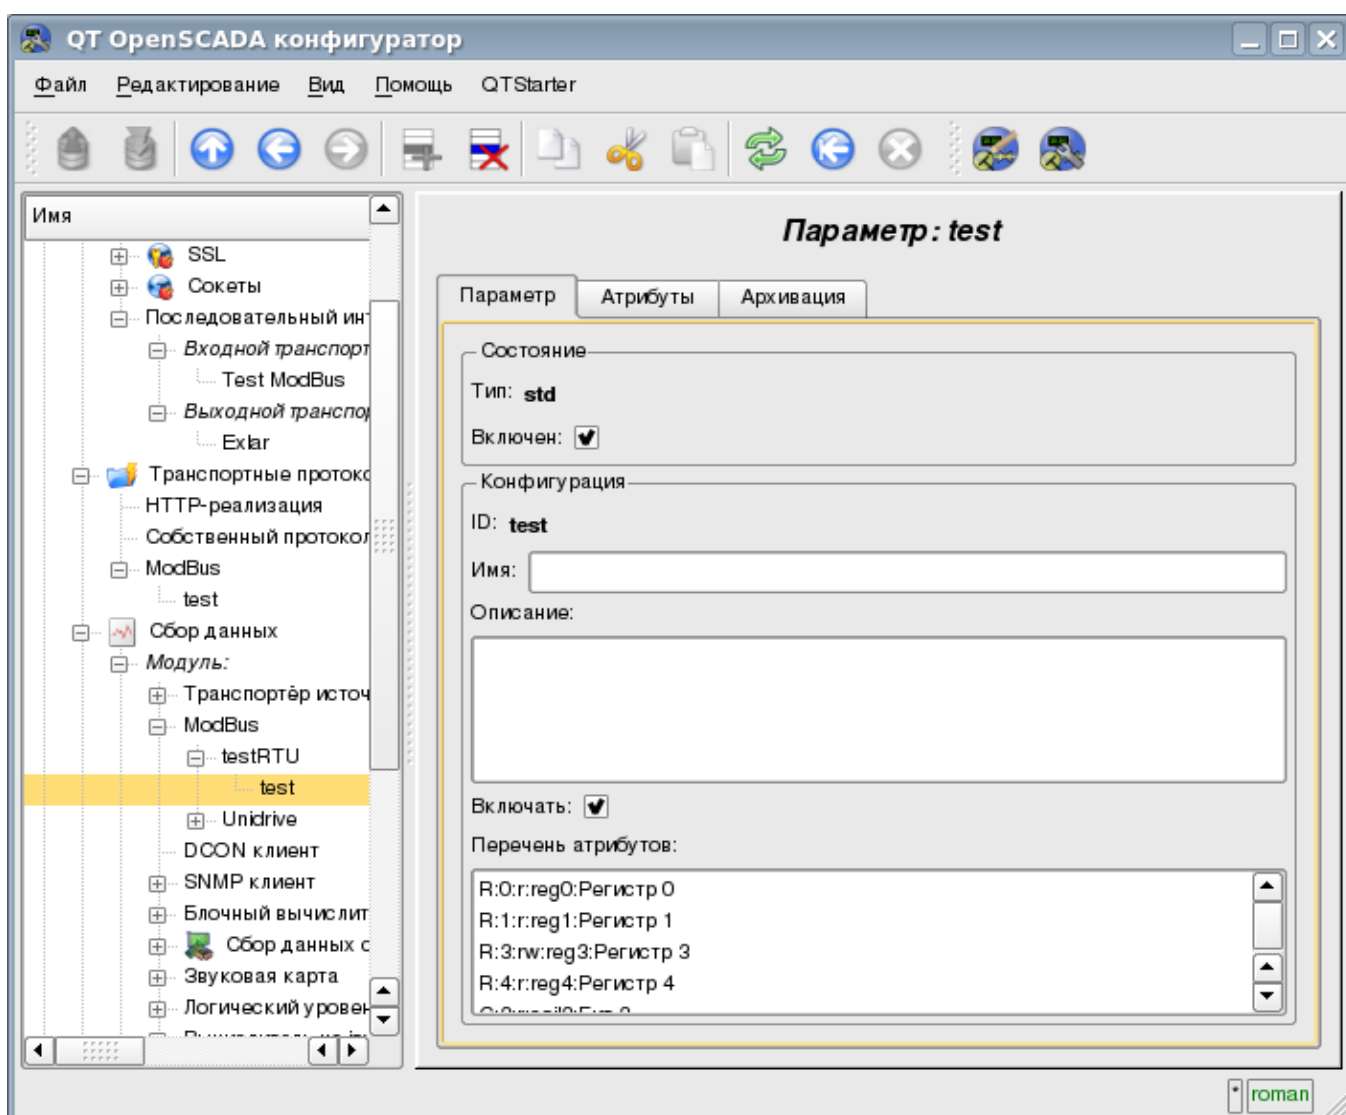 QT OpenSCADA конфигуратор
Файл Редактирование Вид Помощь QTStarter
Имя
SSL
Сокеты
Последовательный инт
Входной транспорт
Test ModBus
Выходной транспор
Exlar
Транспортные протоко
HTTP-реализация
Собственный протокол
ModBus
test
Сбор данных
Модуль:
Транспортёр источ
ModBus
testRTU
test
Unidrive
DCON клиент
SNMP клиент
Блочный вычислит
Сбор данных с
Звуковая карта
Логический уровен
Параметр: test
Параметр Атрибуты Архивация
Состояние
Тип: std
Включен:
Конфигурация
ID: test
Имя:
Описание:
Включать:
Перечень атрибутов:
R:0:r:reg0:Регистр 0
R:1:r:reg1:Регистр 1
R:3:rw:reg3:Регистр 3
R:4:r:reg4:Регистр 4
* roman